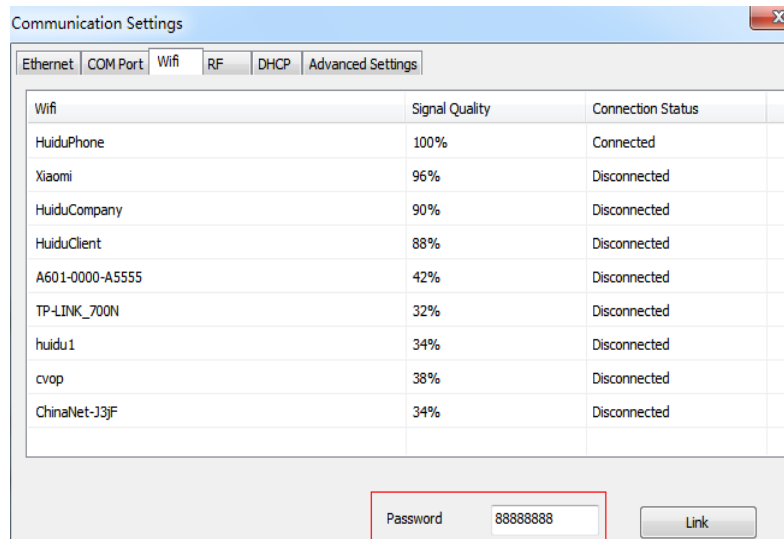 Communication Settings
Ethernet COM Port Wifi RF DHCP Advanced Settings
Wifi Signal Quality Connection Status
HuiduPhone 100% Connected
Xiaomi 96% Disconnected
HuiduCompany 90% Disconnected
HuiduClient 88% Disconnected
A601-0000-A5555 42% Disconnected
TP-LINK_700N 32% Disconnected
huidu1 34% Disconnected
cvop 38% Disconnected
ChinaNet-J3jF 34% Disconnected
Password 88888888 Link